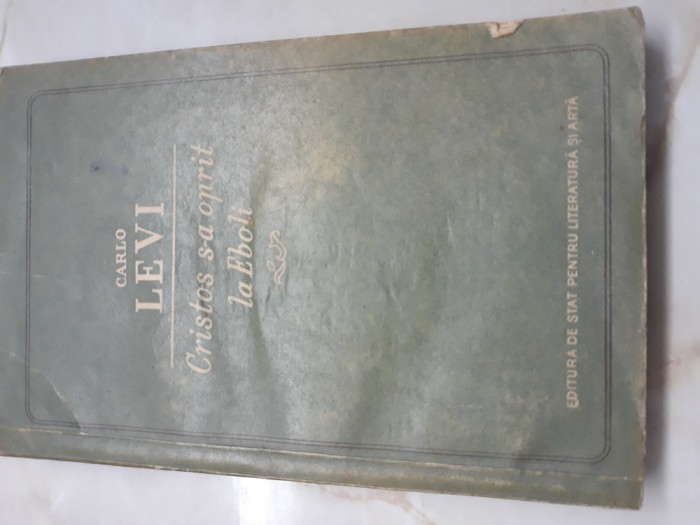 CARLO
LEVI
Cristos s-a oprit
la Eboli
EDITURA DE STAT PENTRU LITERATURĂ ȘI ARTĂ